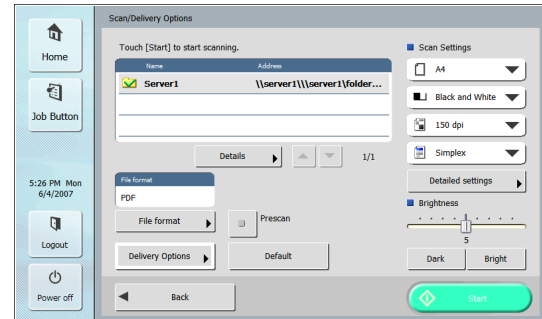 Scan/Delivery Options
Home
Job Button
5:26 PM Mon
6/4/2007
Logout
Power off
Touch [Start] to start scanning.
Name Address
Server1 \\server1\\\server1\folder...
Details 1/1
File format
PDF
File format Prescan
Delivery Options Default
Back
Scan Settings
A4
Black and White
150 dpi
Simplex
Detailed settings
Brightness
5
Dark Bright
Start